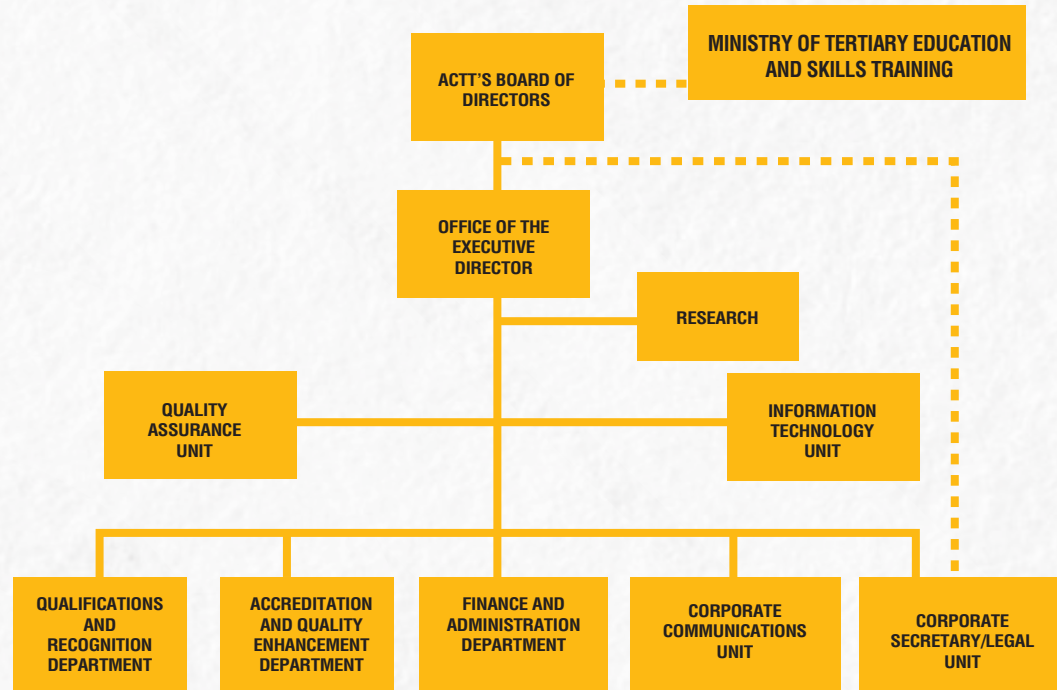 MINISTRY OF TERTIARY EDUCATION
AND SKILLS TRAINING
ACTT'S BOARD OF
DIRECTORS
OFFICE OF THE
EXECUTIVE
DIRECTOR
RESEARCH
QUALITY
ASSURANCE
UNIT
INFORMATION
TECHNOLOGY
UNIT
QUALIFICATIONS
AND
RECOGNITION
DEPARTMENT
ACCREDITATION
AND QUALITY
ENHANCEMENT
DEPARTMENT
FINANCE AND
ADMINISTRATION
DEPARTMENT
CORPORATE
COMMUNICATIONS
UNIT
CORPORATE
SECRETARY/LEGAL
UNIT